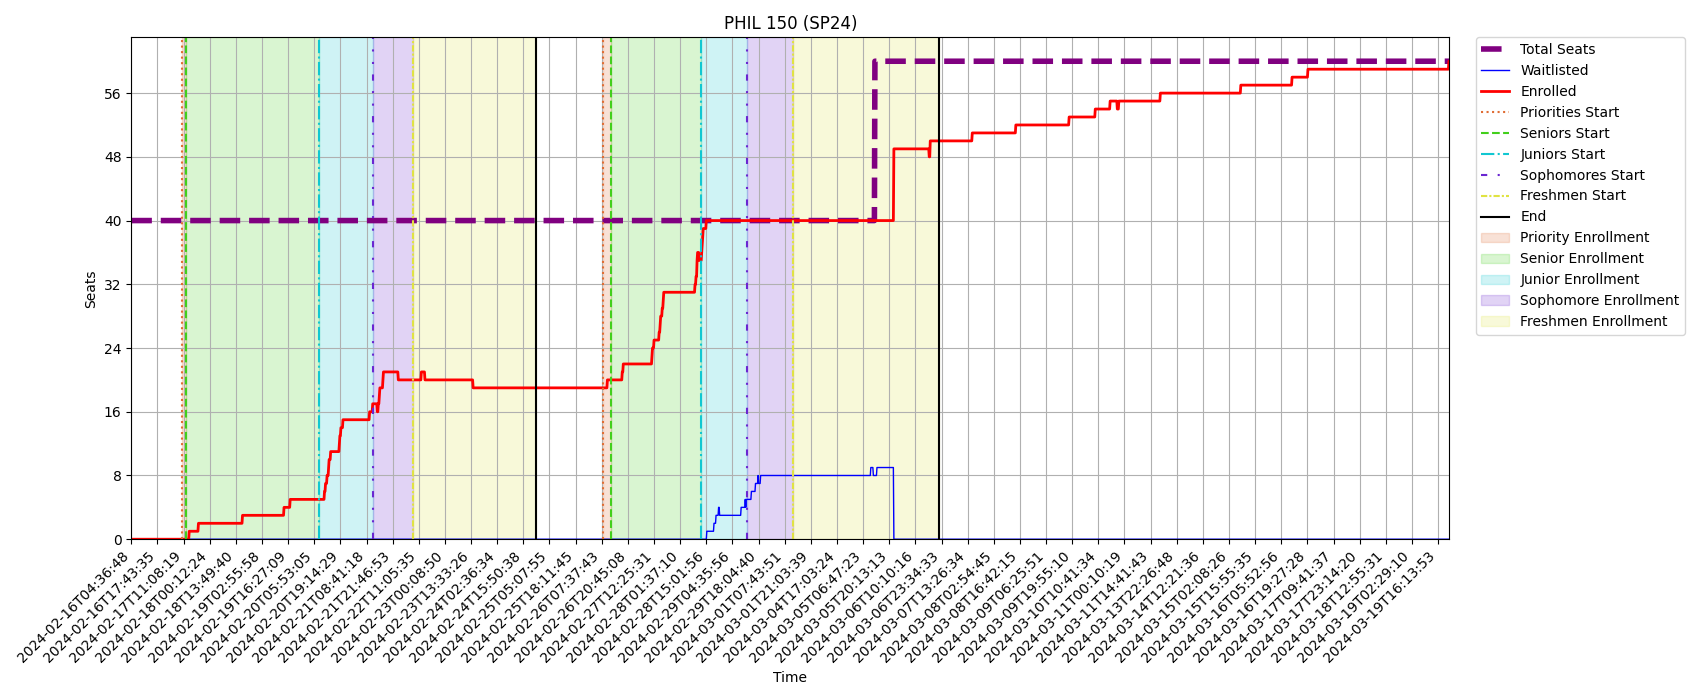 PHIL 150 (SP24)
Seats
56
48
40
32
24
16
8
0
2024-02-16T04:36:48
2024-02-16T17:43:35
2024-02-17T11:08:19
2024-02-18T00:12:24
2024-02-18T13:49:40
2024-02-19T02:55:58
2024-02-19T16:27:09
2024-02-20T05:53:05
2024-02-20T19:14:29
2024-02-21T08:41:18
2024-02-21T21:46:53
2024-02-22T11:05:35
2024-02-23T00:08:50
2024-02-23T13:33:26
2024-02-24T02:36:34
2024-02-24T15:50:38
2024-02-25T05:07:55
2024-02-25T18:11:45
2024-02-26T07:37:43
2024-02-26T20:45:08
2024-02-27T12:25:31
2024-02-28T01:37:10
2024-02-28T15:01:56
2024-02-29T04:35:56
2024-02-29T18:04:40
2024-03-01T07:43:51
2024-03-01T21:03:39
2024-03-04T17:03:24
2024-03-05T06:47:23
2024-03-05T20:13:13
2024-03-06T10:10:16
2024-03-06T23:34:33
2024-03-07T13:26:34
2024-03-08T02:54:45
2024-03-08T16:42:15
2024-03-09T06:25:51
2024-03-09T19:55:10
2024-03-10T10:41:34
2024-03-11T00:10:19
2024-03-11T14:41:43
2024-03-13T22:26:48
2024-03-14T12:21:36
2024-03-15T02:08:26
2024-03-15T15:55:35
2024-03-16T05:52:56
2024-03-16T19:27:28
2024-03-17T09:41:37
2024-03-17T23:14:20
2024-03-18T12:55:31
2024-03-19T02:29:10
2024-03-19T16:13:53
Time
Total Seats
Waitlisted
Enrolled
Priorities Start
Seniors Start
Juniors Start
Sophomores Start
Freshmen Start
End
Priority Enrollment
Senior Enrollment
Junior Enrollment
Sophomore Enrollment
Freshmen Enrollment